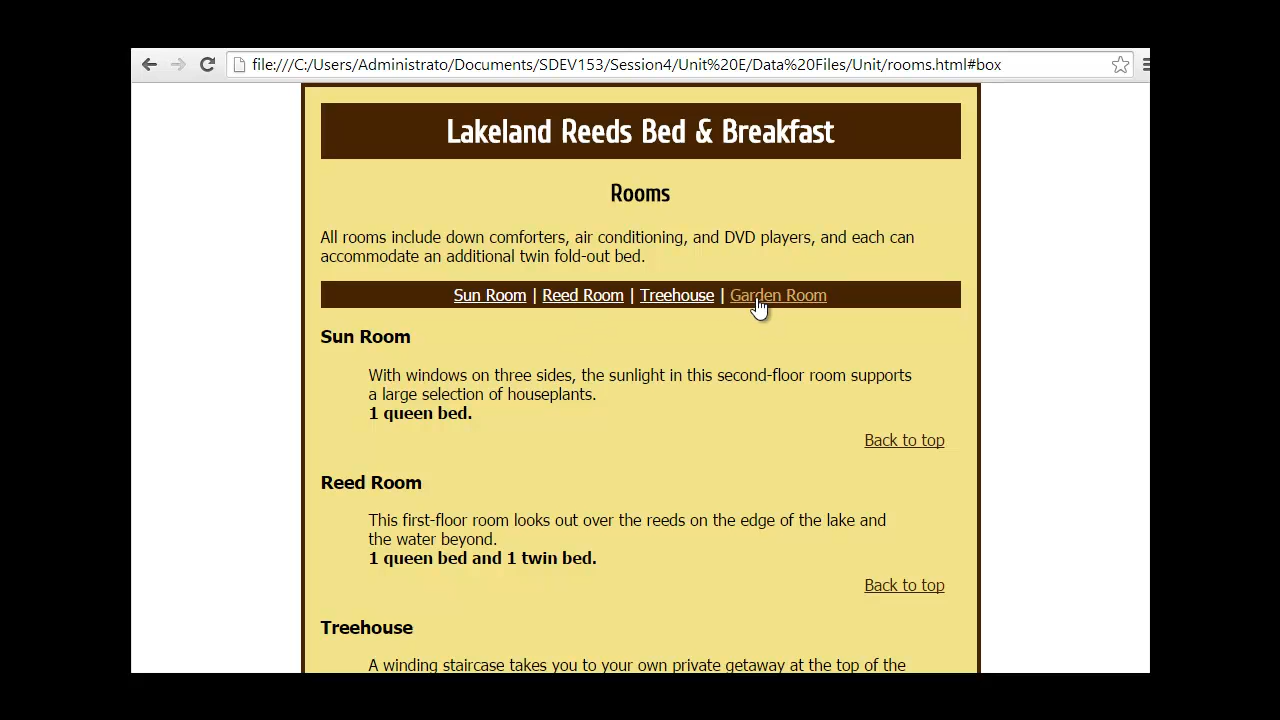 file:///C:/Users/Administrato/Documents/SDEV153/Session4/Unit%20E/Data%20Files/Unit/rooms.html#box
Lakeland Reeds Bed & Breakfast
Rooms
All rooms include down comforters, air conditioning, and DVD players, and each can
accommodate an additional twin fold-out bed.
Sun Room | Reed Room | Treehouse | Garden Room
Sun Room
With windows on three sides, the sunlight in this second-floor room supports
a large selection of houseplants.
1 queen bed.
Back to top
Reed Room
This first-floor room looks out over the reeds on the edge of the lake and
the water beyond.
1 queen bed and 1 twin bed.
Back to top
Treehouse
A winding staircase takes you to your own private getaway at the top of the